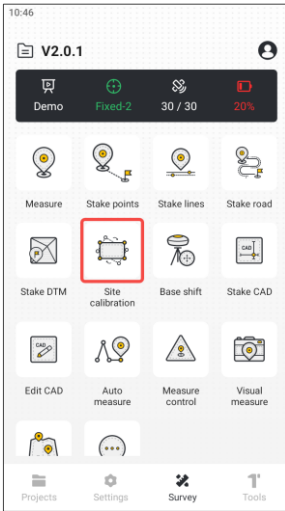 10:46
V2.0.1
Demo
Fixed-2
30 / 30
20%
Measure
Stake points
Stake lines
Stake road
Stake DTM
Site
calibration
Base shift
CAD
Stake CAD
CAD
Edit CAD
Auto
measure
Measure
control
Visual
measure
Projects
Settings
Survey
Tools